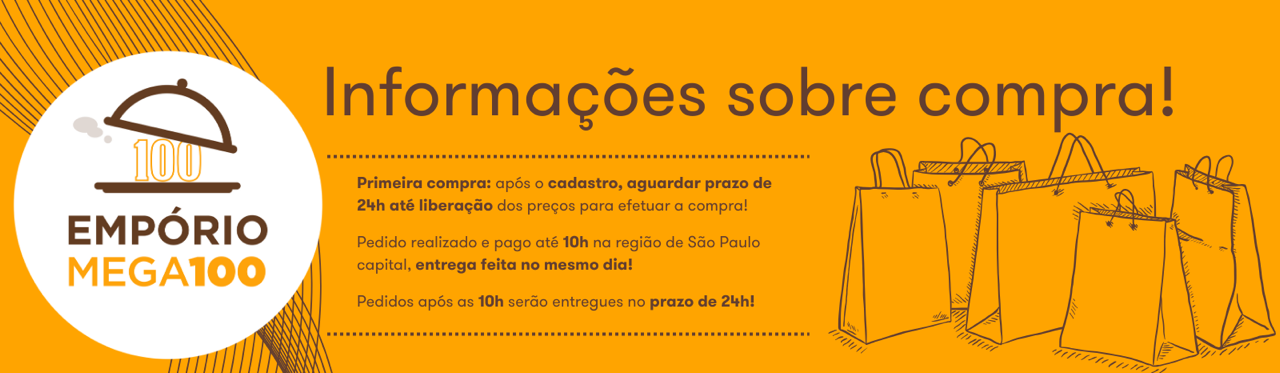 100
EMPÓRIO
MEGA100
Informações sobre compra!
Primeira compra: após o cadastro, aguardar prazo de
24h até liberação dos preços para efetuar a compra!
Pedido realizado e pago até 10h na região de São Paulo
capital, entrega feita no mesmo dia!
Pedidos após as 10h serão entregues no prazo de 24h!